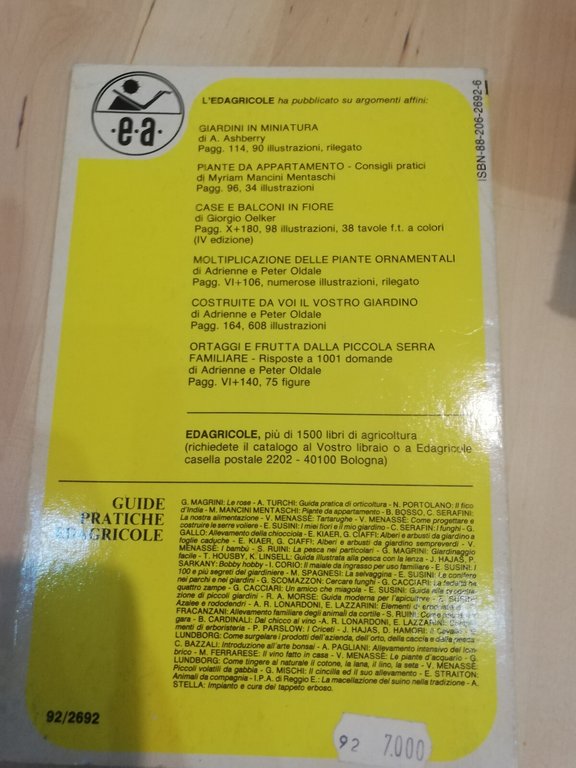 ·e·a·
L'EDAGRICOLE ha pubblicato su argomenti affini:
ISBN-88-206-2692-6
GIARDINI IN MINIATURA
di A. Ashberry
Pagg. 114, 90 illustrazioni, rilegato
PIANTE DA APPARTAMENTO - Consigli pratici
di Myriam Mancini Mentaschi
Pagg. 96, 34 illustrazioni
CASE E BALCONI IN FIORE
di Giorgio Oelker
Pagg. X+180, 98 illustrazioni, 38 tavole f.t. a colori
(IV edizione)
MOLTIPLICAZIONE DELLE PIANTE ORNAMENTALI
di Adrienne e Peter Oldale
Pagg. VI+106, numerose illustrazioni, rilegato
COSTRUITE DA VOI IL VOSTRO GIARDINO
di Adrienne e Peter Oldale
Pagg. 164, 608 illustrazioni
ORTAGGI E FRUTTA DALLA PICCOLA SERRA
FAMILIARE - Risposte a 1001 domande
di Adrienne e Peter Oldale
Pagg. VI+140, 75 figure
EDAGRICOLE, più di 1500 libri di agricoltura
(richiedete il catalogo al Vostro libraio o a Edagricole
casella postale 2202 - 40100 Bologna)
GUIDE
PRATICHE
EDAGRICOLE
G. MAGRINI: Le rose - A. TURCHI: Guida pratica di orticoltura - N. PORTOLANO: Il fico
d'India - M. MANCINI MENTASCHI: Piante da appartamento - B. BOSSO, C. SERAFINI:
La nostra alimentazione - V. MENASSÉ: Tartarughe - V. MENASSÉ: Come progettare e
costruire le serre voliere - E. SUSINI: I miei fiori e il mio giardino - C. SERAFIN: I funghi - G.
GALLO: Allevamento della chiocciola - E. KIAER, G. CIAFFI: Alberi e arbusti da giardino a
foglie caduche - E. KIAER, G. CIAFFI: Alberi e arbusti da giardino sempreverdi - V.
MENASSÉ: I bambù - S. RUINI: La pesca nei particolari - G. MAGRINI: Giardinaggio
facile - T. HOUSBY, K. LINSELL: Guida illustrata alla pesca con la lenza - J. HAJAS, P.
SARKANY: Bobby hobby - I. CORIO: Il maiale da ingrasso per uso familiare - E. SUSINI: I
100 e più segreti del giardiniere - M. SPAGNESI: La selvaggina - E. SUSINI: Le conifere
nei parchi e nei giardini - G. SCOMAZZON: Cercare funghi - G. CACCIARI: La fedeltà ha
quattro zampe - G. CACCIARI: Un amico che miagola - E. SUSINI: Guida alla progetta-
zione di piccoli giardini - R. A. MORSE: Guida moderna per l'apicultore - E. SUSINI:
Azalee e rododendri - A. R. LONARDONI, E. LAZZARINI: Elementi di
FRACANZANI: Allevamento familiare degli animali da cortile - S. RUINI:
gara - B. CARDINALI: Dal chicco al vino - A. R. LONARDONI, E. LAZZARINI:
menti di erboristeria - P. PARSLOW: I Criceti - J. HAJAS, D. HAMORI: Il
LUNDBORG: Come surgelare i prodotti dell'azienda, dell'orto, della caccia e della pesca
C. BAZZALI: Introduzione all'arte bonsai - A. PAGLIANI: Allevamento intensivo del lom-
brico - M. FERRARESE: Il vino fatto in casa - V. MENASSÉ: Le piante d'acquario - G.
LUNDBORG: Come tingere al naturale il cotone, la lana, il lino, la seta - V. MENASSÉ:
Piccoli volatili da gabbia - G. MISCHI: Il cincilla ed il suo allevamento - E. STRAITON:
Animali da compagnia - I.P.A. di Reggio E.: La macellazione del suino nella tradizione - A.
STELLA: Impianto e cura del tappeto erboso.
92/2692
92 7.000